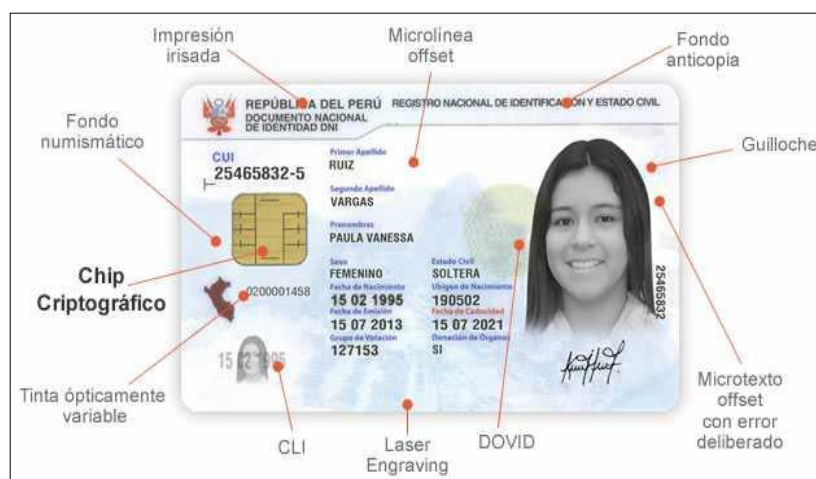 Impresión
irisada
Microlínea
offset
Fondo
anticopia
Fondo
numismático
Guilloche
REPÚBLICA DEL PERÚ
REGISTRO NACIONAL DE IDENTIFICACIÓN Y ESTADO CIVIL
DOCUMENTO NACIONAL
DE IDENTIDAD DNI
CUI
25465832-5
Primer Apellido
RUIZ
Segundo Apellido
VARGAS
Prenombres
PAULA VANESSA
Sexo
Estado Civil
FEMENINO
SOLTERA
Fecha de Nacimiento
Ubigeo de Nacimiento
15 02 1995
190502
Fecha de Emisión
Fecha de Caducidad
15 07 2013
15 07 2021
Grupo de Votación
Donación de Órganos
127153
SI
25465832
Chip
Criptográfico
0200001458
15 02 1995
Tinta ópticamente
variable
CLI
Laser
Engraving
DOVID
Microtexto
offset
con error
deliberado